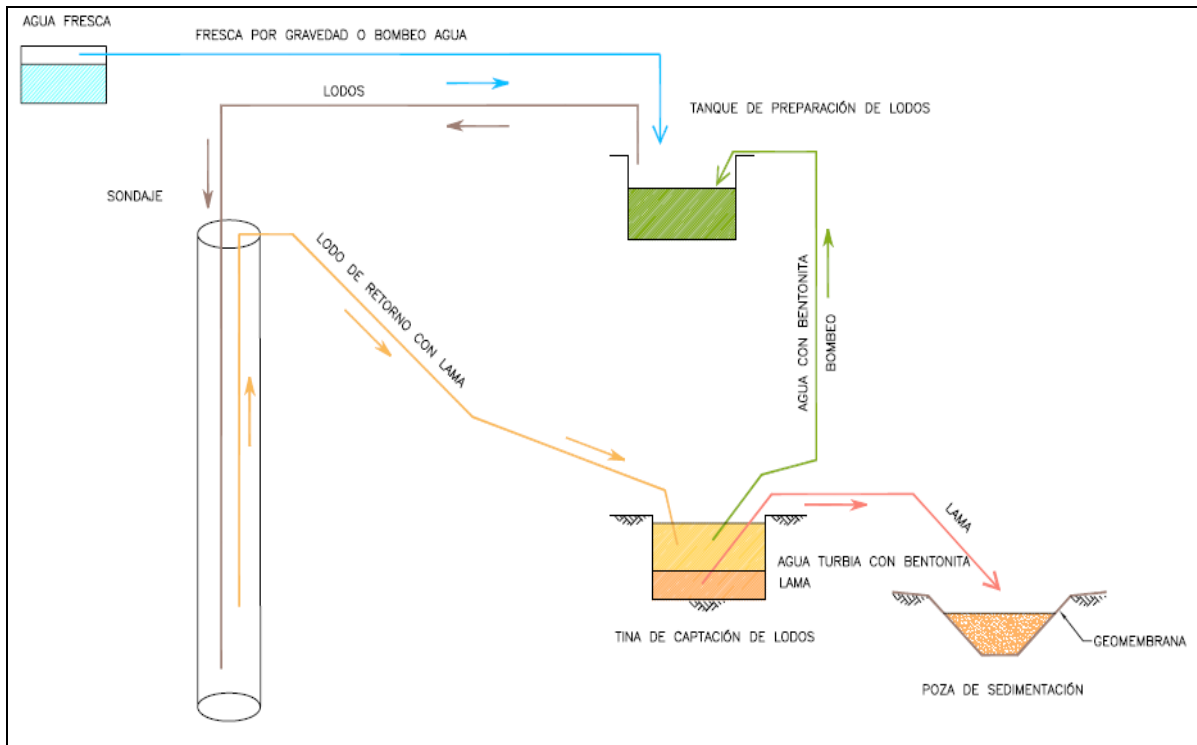 AGUA FRESCA
FRESCA POR GRAVEDAD O BOMBEO AGUA
LODOS
TANQUE DE PREPARACIÓN DE LODOS
SONDAJE
LODO DE RETORNO CON LAMA
AGUA CON BENTONITA
BOMBEO
LAMA
AGUA TURBIA CON BENTONITA
LAMA
TINA DE CAPTACIÓN DE LODOS
GEOMEMBRANA
POZA DE SEDIMENTACIÓN